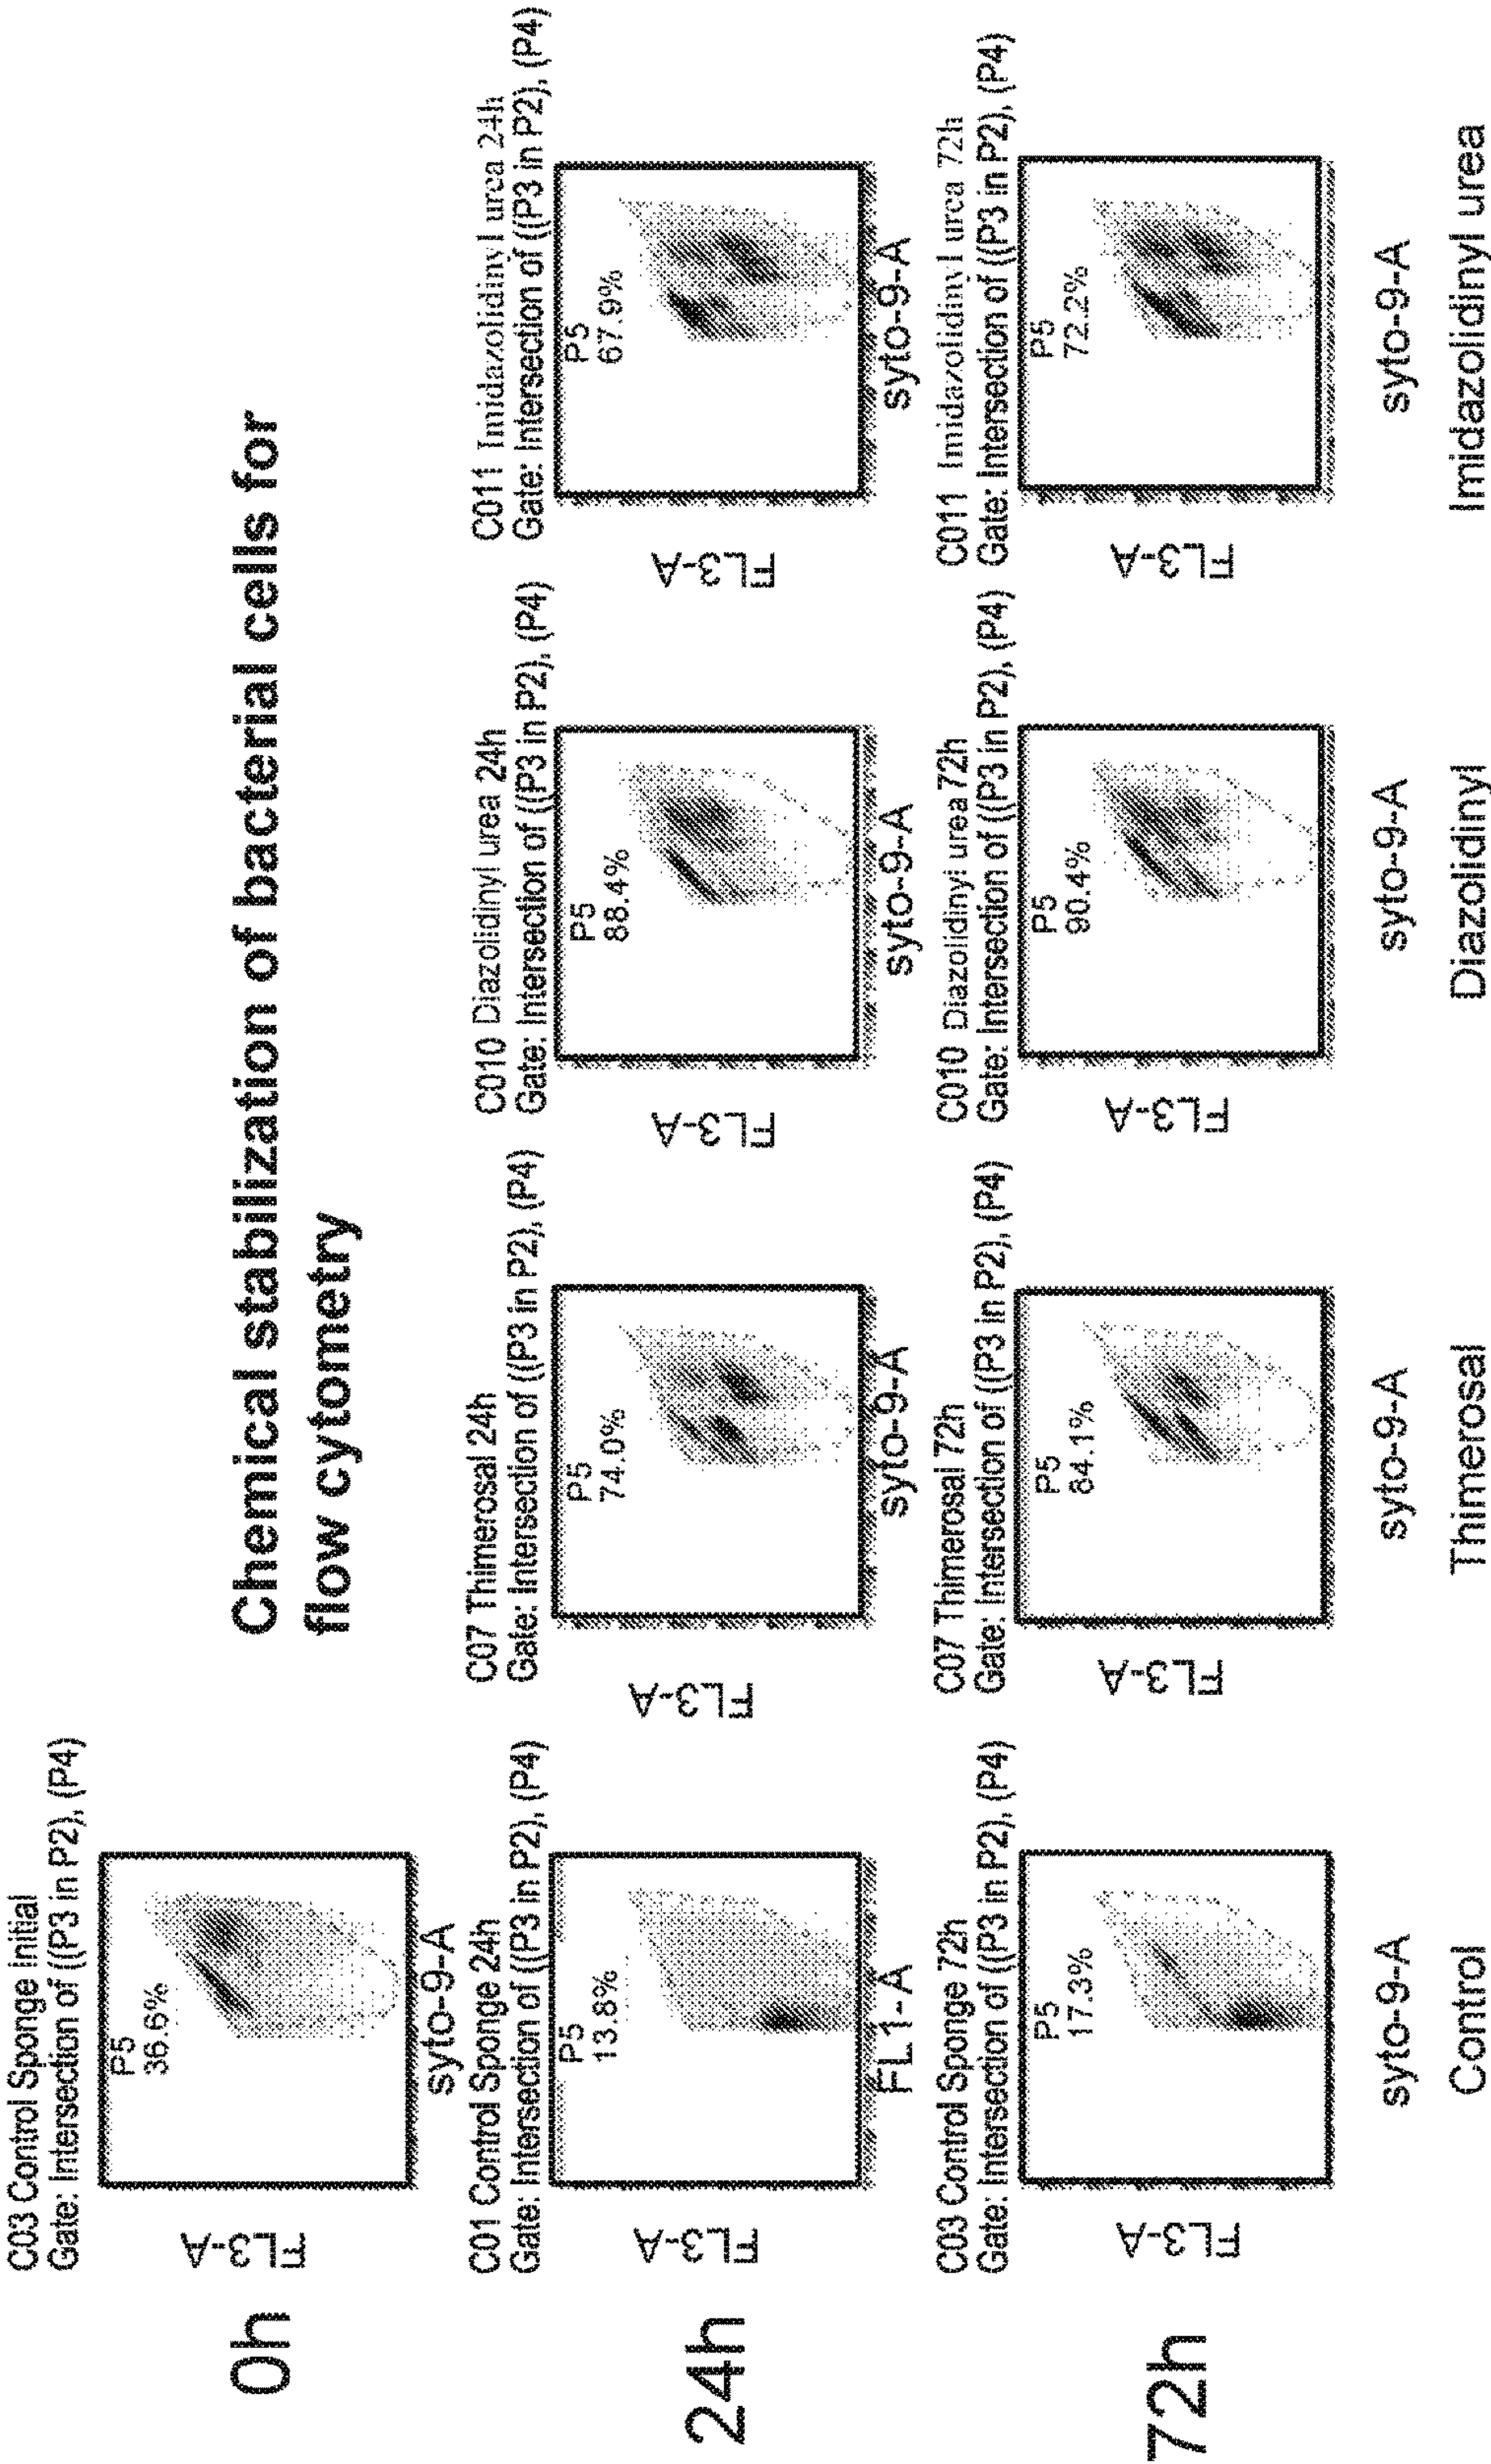 Chemical stabilization of bacterial cells for
flow cytometry
0h
C03 Control Sponge Initial
Gate: Intersection of ((P3 in P2), (P4)
P5
36.6%
FL3-A
syto-9-A
24h
C01 Control Sponge 24h
Gate: Intersection of ((P3 in P2), (P4)
P5
13.8%
FL3-A
FL1-A
C07 Thimerosal 24h
Gate: Intersection of ((P3 in P2), (P4)
P5
74.0%
FL3-A
syto-9-A
C010 Diazolidinyl urea 24h
Gate: Intersection of ((P3 in P2), (P4)
P5
88.4%
FL3-A
syto-9-A
C011 Imidazolidinyl urea 24h
Gate: Intersection of ((P3 in P2), (P4)
P5
67.9%
FL3-A
syto-9-A
72h
C03 Control Sponge 72h
Gate: Intersection of ((P3 in P2), (P4)
P5
17.3%
FL3-A
syto-9-A
Control
C07 Thimerosal 72h
Gate: Intersection of ((P3 in P2), (P4)
P5
84.1%
FL3-A
syto-9-A
Thimerosal
C010 Diazolidinyl urea 72h
Gate: Intersection of ((P3 in P2), (P4)
P5
90.4%
FL3-A
syto-9-A
Diazolidinyl
C011 Imidazolidinyl urea 72h
Gate: Intersection of ((P3 in P2), (P4)
P5
72.2%
FL3-A
syto-9-A
Imidazolidinyl urea